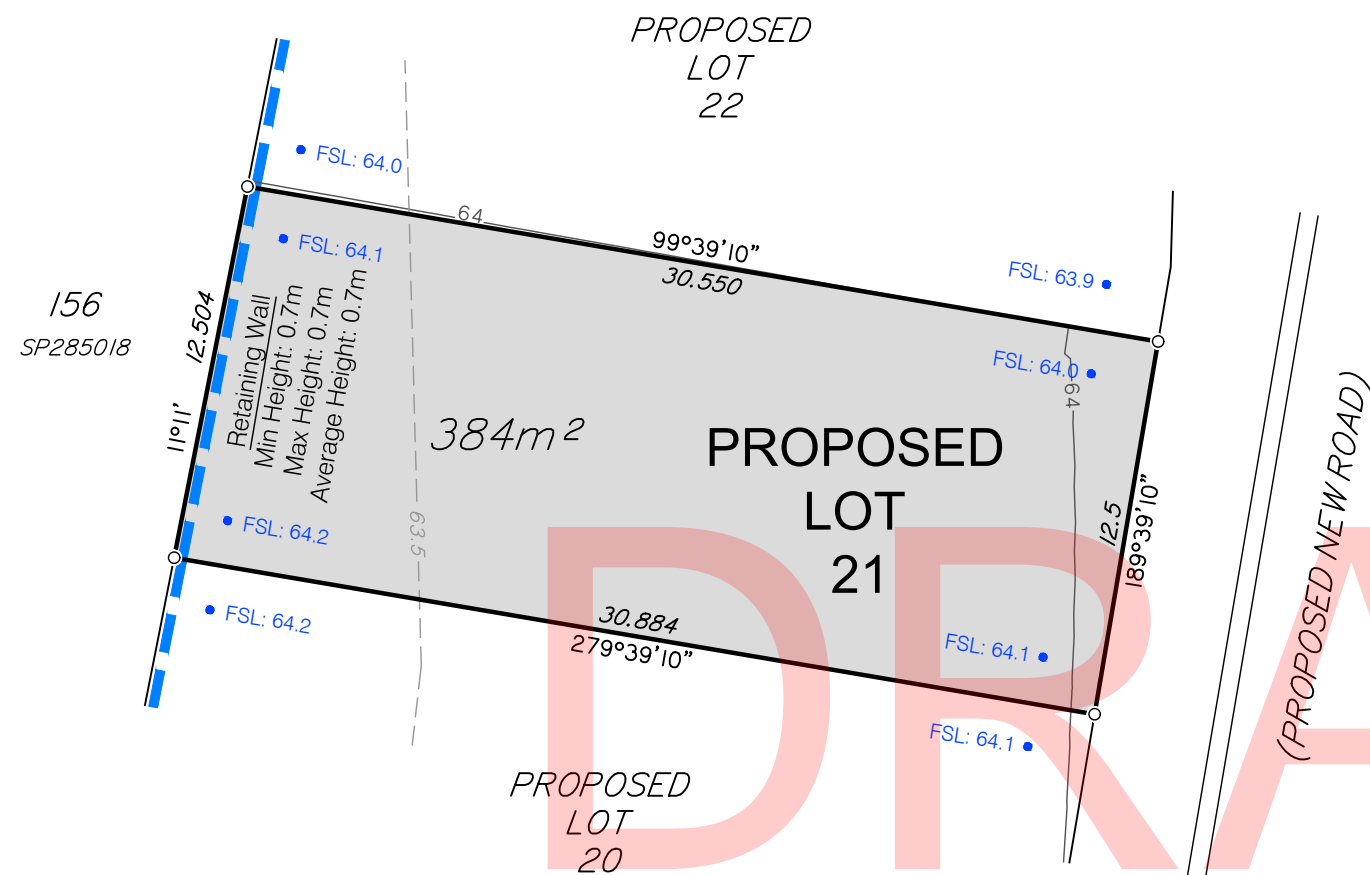 PROPOSED
LOT
22
FSL: 64.0
64
99°39'10"
30.550
FSL: 63.9
FSL: 64.1
156
SP285018
12.504
11°11'
Retaining Wall
Min Height: 0.7m
Max Height: 0.7m
Average Height: 0.7m
FSL: 64.0
64
384m²
PROPOSED
LOT
21
12.5
189°39'10"
(PROPOSED NEW ROAD)
63.5
FSL: 64.2
FSL: 64.2
30.884
279°39'10"
FSL: 64.1
FSL: 64.1
PROPOSED
LOT
20
DRA